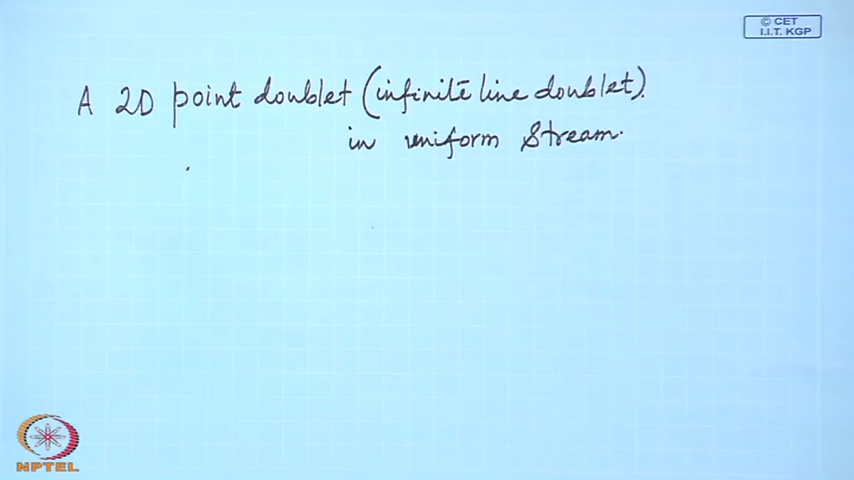 © CET
I.I.T. KGP
A 2D point doublet (infinite line doublet).
in uniform Stream.
NPTEL